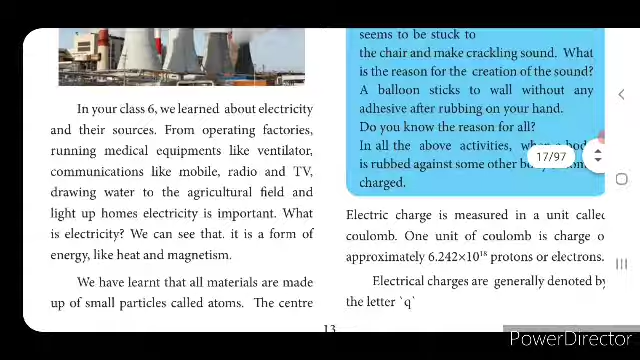 In your class 6, we learned about electricity
and their sources. From operating factories,
running medical equipments like ventilator,
communications like mobile, radio and TV,
drawing water to the agricultural field and
light up homes electricity is important. What
is electricity? We can see that. it is a form of
energy, like heat and magnetism.
We have learnt that all materials are made
up of small particles called atoms. The centre
seems to be stuck to
the chair and make crackling sound. What
is the reason for the creation of the sound?
A balloon sticks to wall without any
adhesive after rubbing on your hand.
Do you know the reason for all?
In all the above activities, a bod
is rubbed against some other
charged.
17/97
Electric charge is measured in a unit called
coulomb. One unit of coulomb is charge o
approximately 6.242×10¹⁸ protons or electrons.
Electrical charges are generally denoted by
the letter `q`
13
PowerDirector